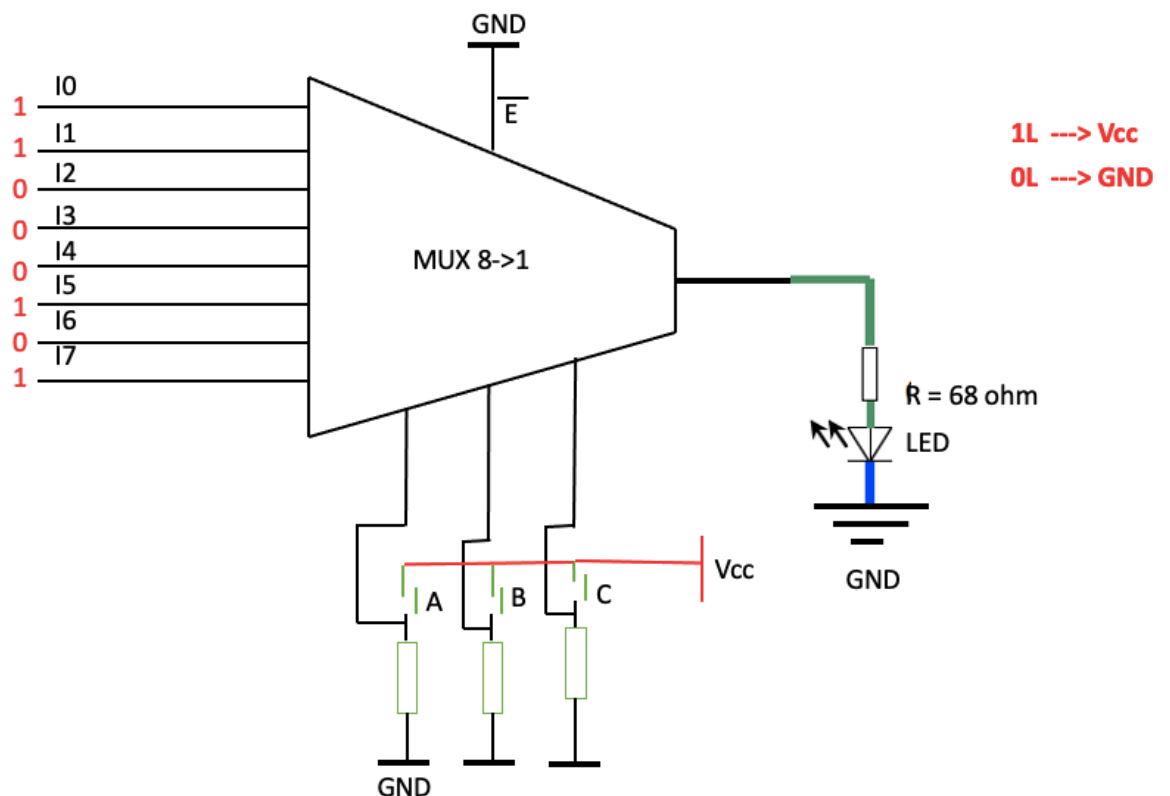 GND
E
1 I0
1 I1
0 I2
0 I3
0 I4
1 I5
0 I6
1 I7
1L ---> Vcc
0L ---> GND
MUX 8->1
R = 68 ohm
LED
GND
Vcc
A
B
C
GND